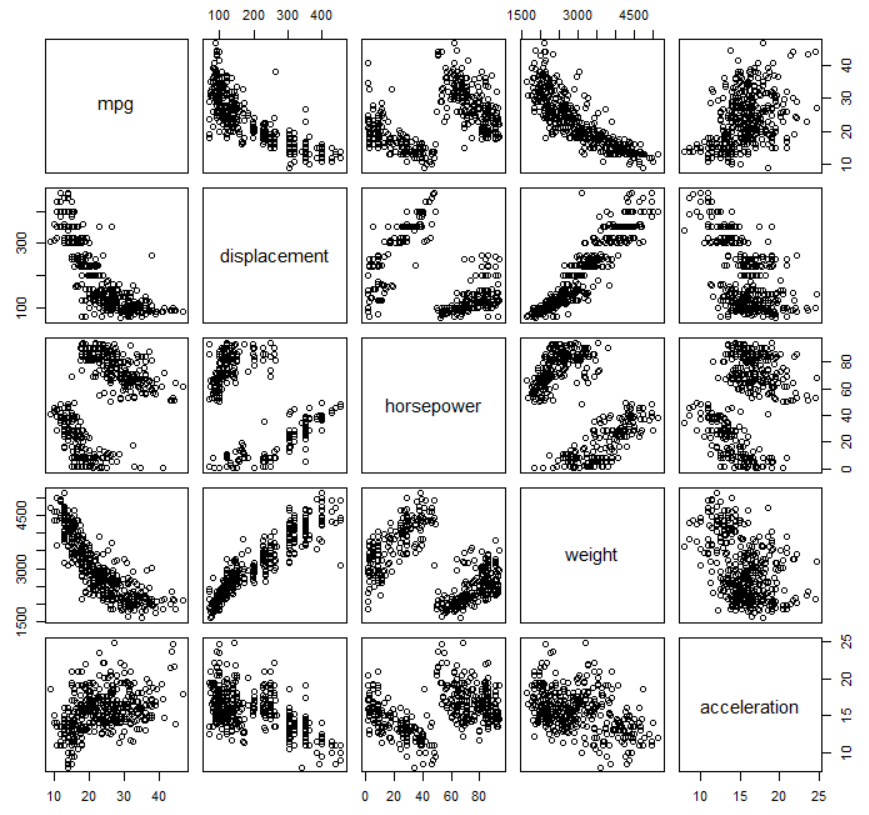 100 200 300 400
1500 3000 4500
mpg
10 20 30 40
100 300
displacement
horsepower
0 20 40 60 80
1500 3000 4500
weight
acceleration
10 15 20 25
10 20 30 40
0 20 40 60 80
10 15 20 25